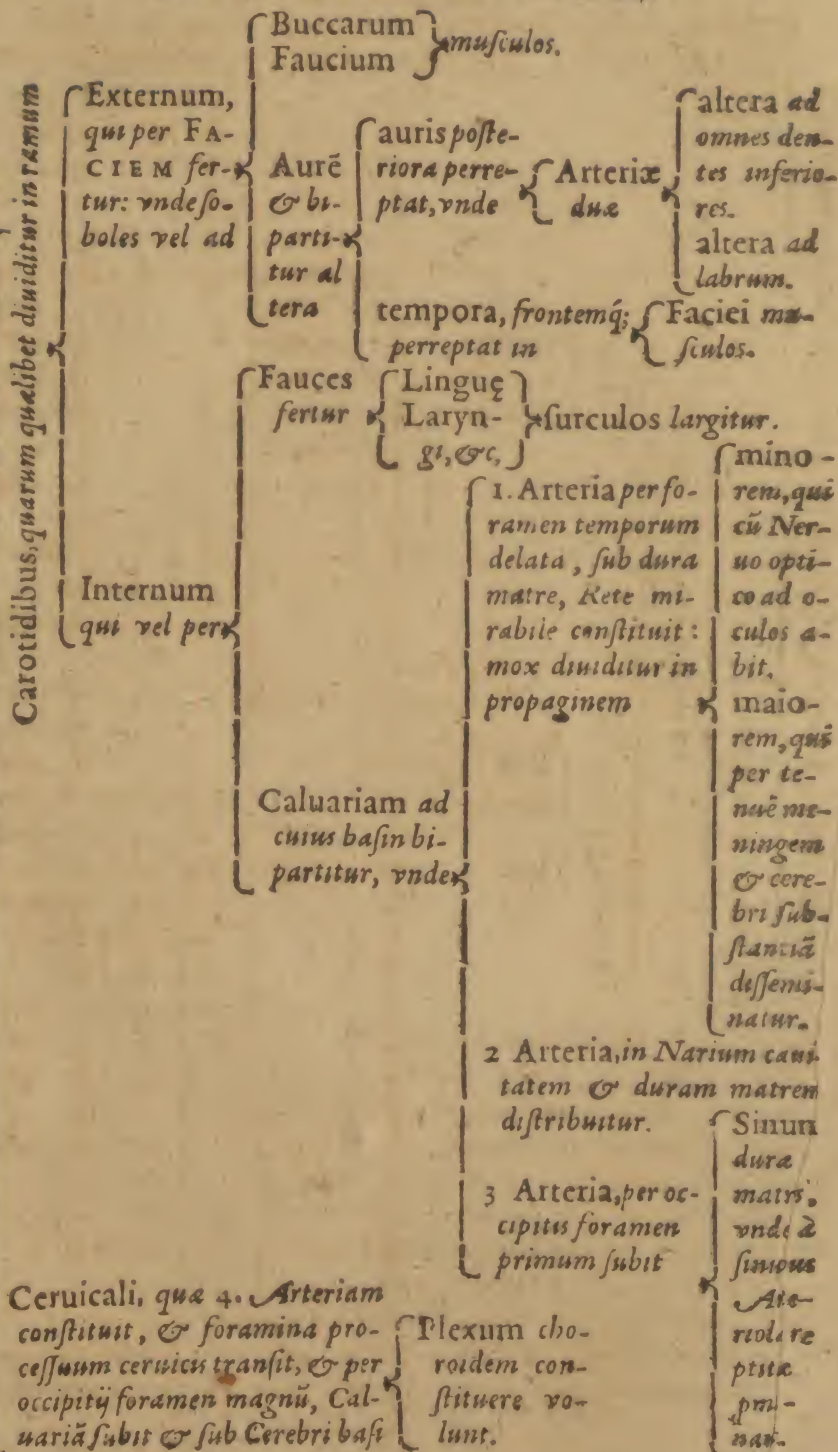 Carotidibus, quarum quælibet diuiditur in ramum
Externum,
qui per FA-
CIEM fer-
tur: vnde ſo-
boles vel ad
Buccarum
Faucium
muſculos.
Aurē
& bi-
parti-
tur al
tera
auris poſte-
riora perre-
ptat, vnde
Arteriæ
duæ
altera ad
omnes den-
tes inferio-
res.
altera ad
labrum.
tempora, frontemq́;
perreptat in
Faciei mu-
ſculos.
Internum
qui vel per
Fauces
fertur
Linguę
Laryn-
gi, &c,
ſurculos largitur.
Caluariam ad
cuius baſin bi-
partitur, vnde
1. Arteria per fo-
ramen temporum
delata, ſub dura
matre, Rete mi-
rabile conſtituit:
mox diuiditur in
propaginem
mino-
rem, qui
cū Ner-
uo opti-
co ad o-
culos a-
bit.
maio-
rem, quæ
per te-
nuē me-
ningem
& cere-
bri ſub-
ſtantiā
diſſemi-
natur.
2 Arteria, in Narium caui-
tatem & duram matrem
diſtribuitur.
3 Arteria, per oc-
cipitis foramen
primum ſubit
Sinun
duræ
matris,
vnde à
Ceruicali, quæ 4. Arteriam
conſtituit, & foramina pro-
ceſſuum ceruicis tranſit, & per
occipitij foramen magnū, Cal-
uariā ſubit & ſub Cerebri baſi
Plexum cho-
roidem con-
ſtituere vo-
lunt.